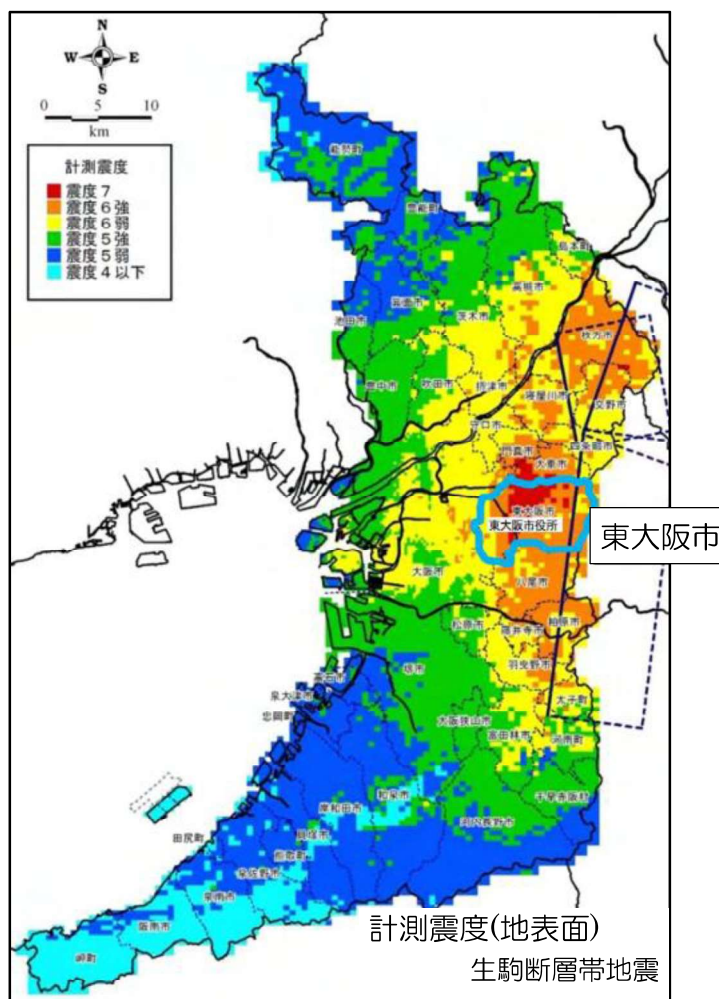 N
W E
S
0 5 10
km
計測震度
震度7
震度6強
震度6弱
震度5強
震度5弱
震度4以下
能勢町
豊能町
島本町
高槻市
箕面市
茨木市
池田市
枚方市
豊中市
吹田市
摂津市
寝屋川市
交野市
守口市
四条畷市
門真市
大東市
東大阪市
東大阪市役所
東大阪市
大阪市
八尾市
松原市
藤井寺市
柏原市
羽曳野市
堺市
高石市
泉大津市
太子町
忠岡町
大阪狭山市
富田林市
河南町
和泉市
千早赤阪村
岸和田市
河内長野市
貝塚市
田尻町
熊取町
泉佐野市
泉南市
阪南市
岬町
計測震度(地表面)
生駒断層帯地震